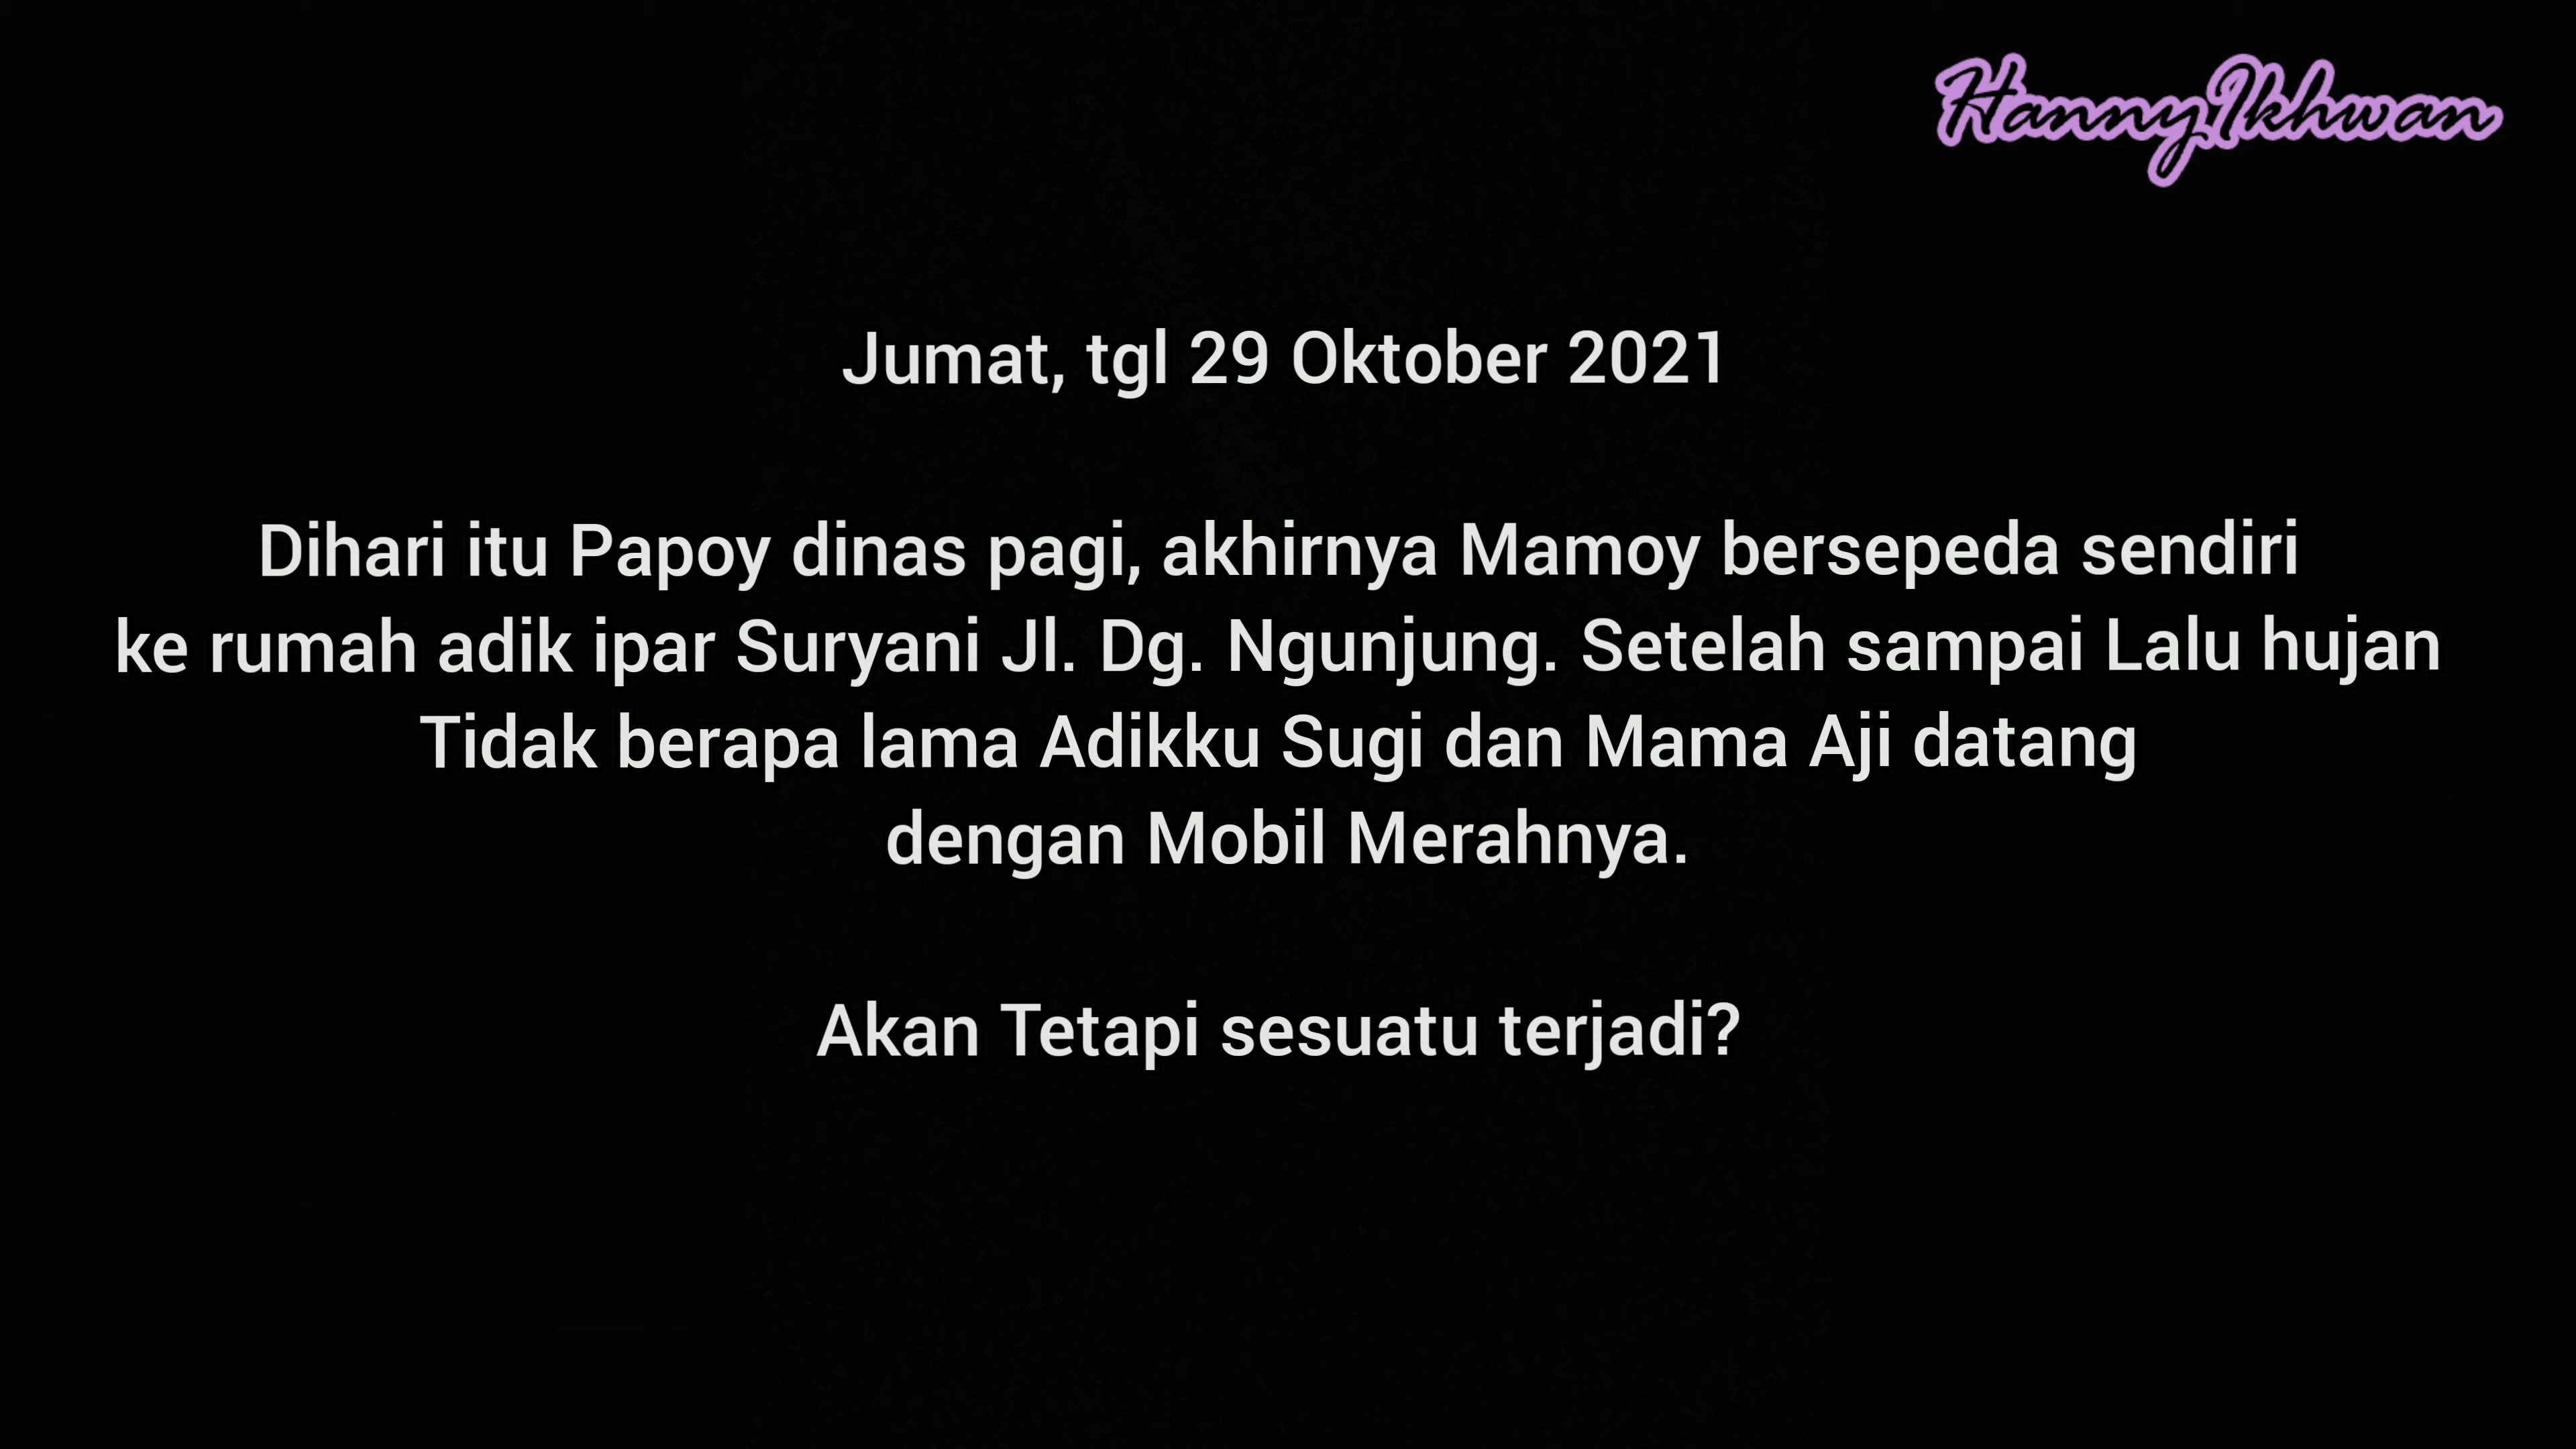 HannyIkhwan
Jumat, tgl 29 Oktober 2021
Dihari itu Papoy dinas pagi, akhirnya Mamoy bersepeda sendiri
ke rumah adik ipar Suryani Jl. Dg. Ngunjung. Setelah sampai Lalu hujan
Tidak berapa lama Adikku Sugi dan Mama Aji datang
dengan Mobil Merahnya.
Akan Tetapi sesuatu terjadi?